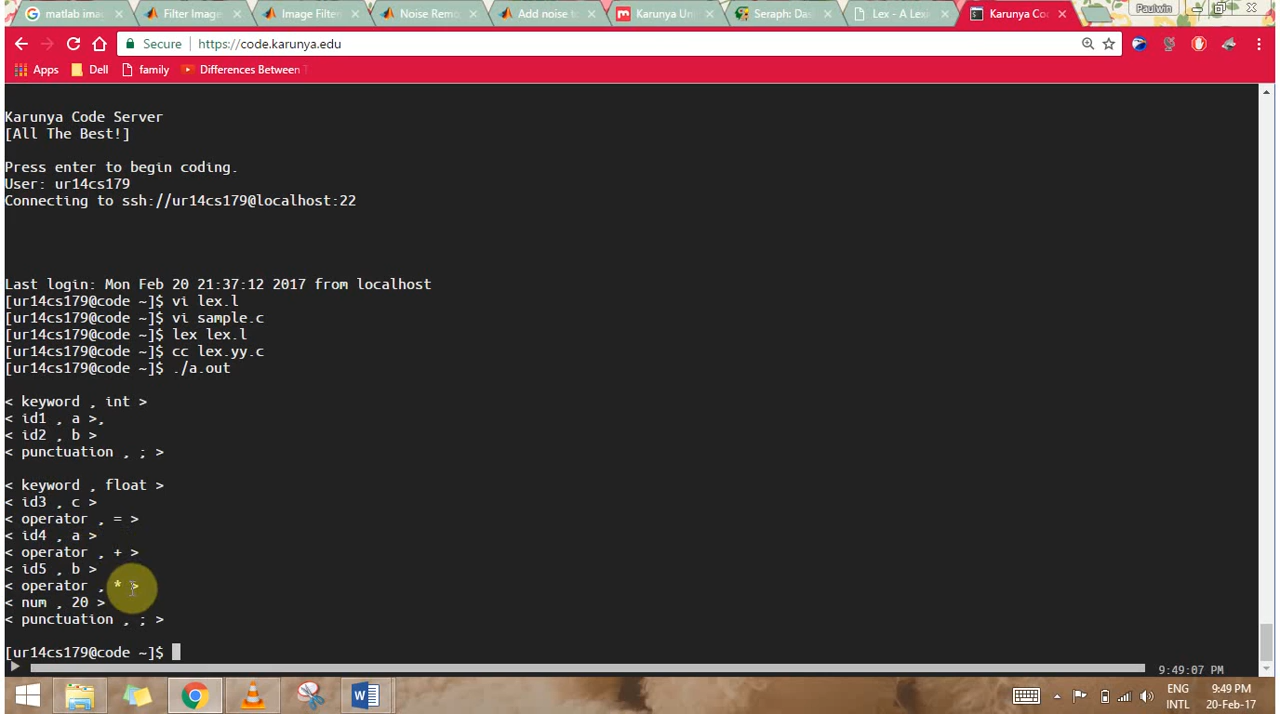 matlab ima
Filter Image
Image Filter
Noise Remo
Add noise to
Karunya Un
Seraph: Da
Lex - A Lex
Karunya Co
Paulwin
Secure
https://code.karunya.edu
Apps
Dell
family
Differences Between
Karunya Code Server
[All The Best!]
Press enter to begin coding.
User: ur14cs179
Connecting to ssh://ur14cs179@localhost:22
Last login: Mon Feb 20 21:37:12 2017 from localhost
[ur14cs179@code ~]$ vi lex.l
[ur14cs179@code ~]$ vi sample.c
[ur14cs179@code ~]$ lex lex.l
[ur14cs179@code ~]$ cc lex.yy.c
[ur14cs179@code ~]$ ./a.out
< keyword , int >
< id1 , a >,
< id2 , b >
< punctuation , ; >
< keyword , float >
< id3 , c >
< operator , = >
< id4 , a >
< operator , + >
< id5 , b >
< operator , * >
< num , 20 >
< punctuation , ; >
[ur14cs179@code ~]$
9:49:07 PM
ENG
INTL
9:49 PM
20-Feb-17